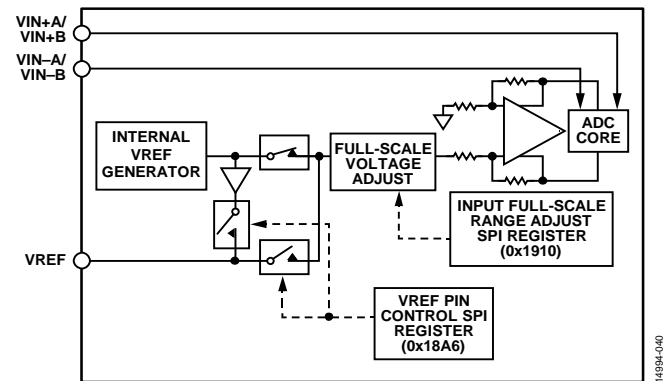 VIN+A/
VIN+B
VIN–A/
VIN–B
INTERNAL
VREF
GENERATOR
FULL-SCALE
VOLTAGE
ADJUST
ADC
CORE
INPUT FULL-SCALE
RANGE ADJUST
SPI REGISTER
(0x1910)
VREF
VREF PIN
CONTROL SPI
REGISTER
(0x18A6)
14994-040